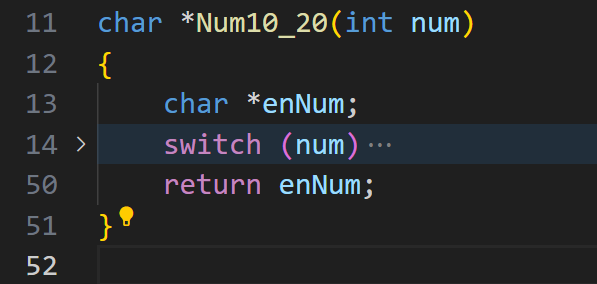 11 char *Num10_20(int num)
12 {
13 char *enNum;
14 > switch (num)···
50 return enNum;
51 }
52